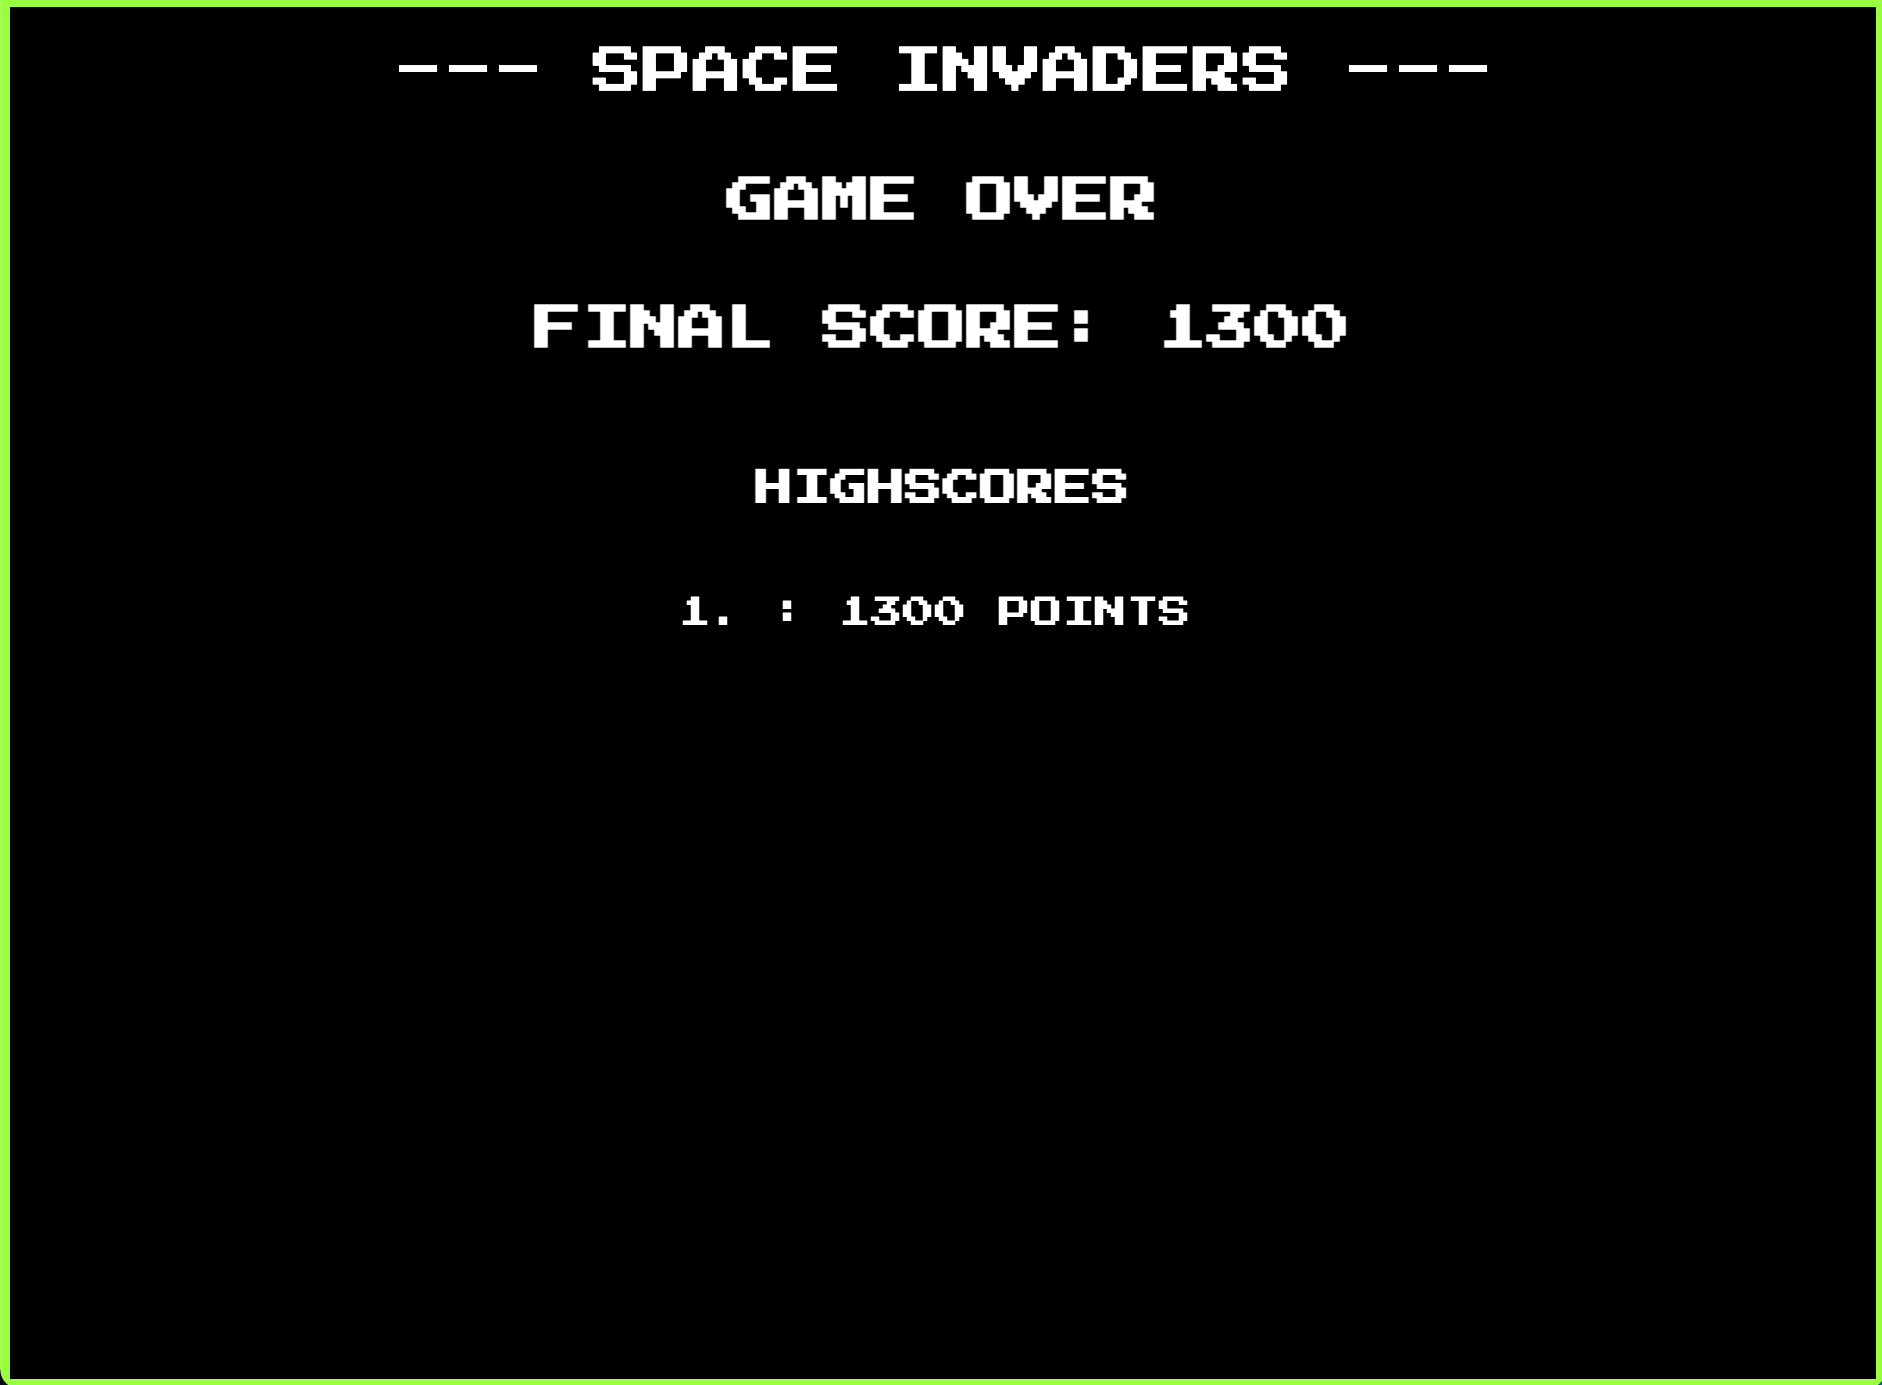 --- SPACE INVADERS ---
GAME OVER
FINAL SCORE: 1300
HIGHSCORES
1. : 1300 POINTS